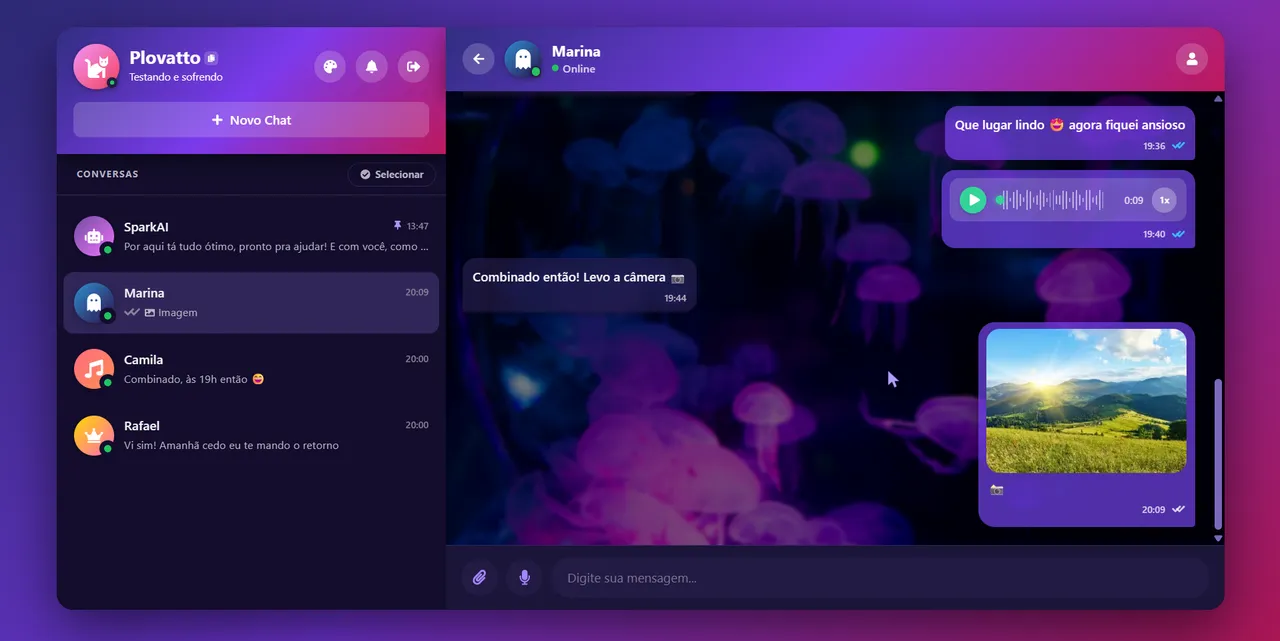 Plovatto
Testando e sofrendo
+ Novo Chat
CONVERSAS
Selecionar
SparkAI
13:47
Por aqui tá tudo ótimo, pronto pra ajudar! E com você, como ...
Marina
20:09
Imagem
Camila
20:00
Combinado, às 19h então 😄
Rafael
20:00
Vi sim! Amanhã cedo eu te mando o retorno
Marina
Online
Que lugar lindo 🤩 agora fiquei ansioso
19:36
0:09
1x
19:40
Combinado então! Levo a câmera 📷
19:44
📷
20:09
Digite sua mensagem...